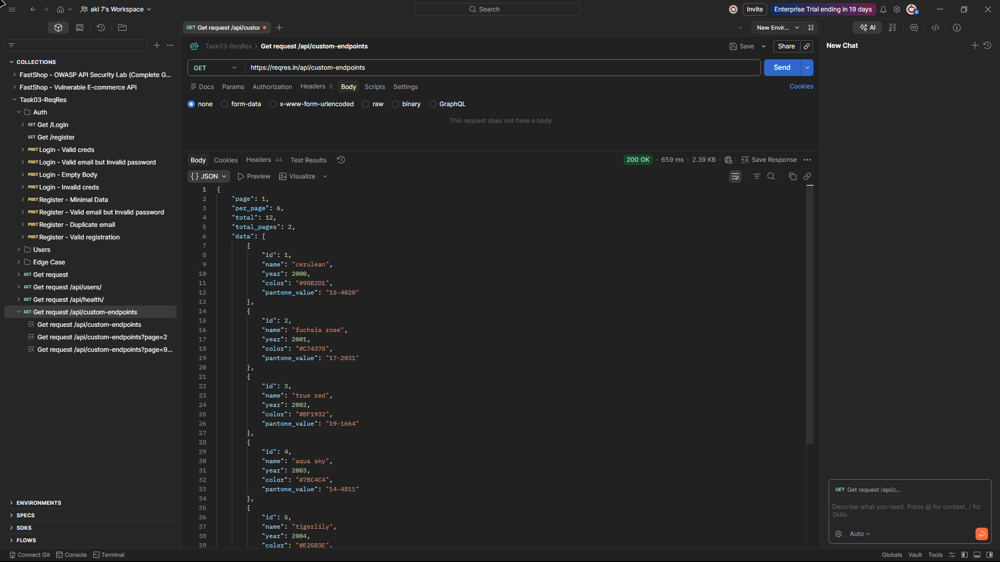 aki 7's Workspace
Search
Invite
Enterprise Trial ending in 19 days
GET Get request /api/custor
New Envir...
AI
Task03-ReqRes > Get request /api/custom-endpoints
Save
Share
New Chat
COLLECTIONS
FastShop - OWASP API Security Lab (Complete G...
FastShop - Vulnerable E-commerce API
Task03-ReqRes
Auth
GET Get /Login
GET Get /register
POST Login - Valid creds
POST Login - Valid email but Invalid password
POST Login - Empty Body
POST Login - Invalid creds
POST Register - Minimal Data
POST Register - Valid email but Invalid password
POST Register - Duplicate email
POST Register - Valid registration
Users
Edge Case
GET Get request
GET Get request /api/users/
GET Get request /api/health/
GET Get request /api/custom-endpoints
e.g. Get request /api/custom-endpoints
e.g. Get request /api/custom-endpoints?page=2
e.g. Get request /api/custom-endpoints?page=9...
ENVIRONMENTS
SPECS
SDKS
FLOWS
HTTP
GET
https://reqres.in/api/custom-endpoints
Send
Docs Params Authorization Headers 8 Body Scripts Settings
Cookies
none form-data x-www-form-urlencoded raw binary GraphQL
This request does not have a body
Body Cookies Headers 44 Test Results
200 OK • 659 ms • 2.39 KB
e.g. Save Response
{} JSON Preview Visualize
1 {
2 "page": 1,
3 "per_page": 6,
4 "total": 12,
5 "total_pages": 2,
6 "data": [
7 {
8 "id": 1,
9 "name": "cerulean",
10 "year": 2000,
11 "color": "#98B2D1",
12 "pantone_value": "15-4020"
13 },
14 {
15 "id": 2,
16 "name": "fuchsia rose",
17 "year": 2001,
18 "color": "#C74375",
19 "pantone_value": "17-2031"
20 },
21 {
22 "id": 3,
23 "name": "true red",
24 "year": 2002,
25 "color": "#BF1932",
26 "pantone_value": "19-1664"
27 },
28 {
29 "id": 4,
30 "name": "aqua sky",
31 "year": 2003,
32 "color": "#7BC4C4",
33 "pantone_value": "14-4811"
34 },
35 {
36 "id": 5,
37 "name": "tigerlily",
38 "year": 2004,
39 "color": "#E2583E",
GET Get request /api/c...
Describe what you need. Press @ for context, / for
Skills.
Auto
Connect Git Console Terminal
Globals Vault Tools